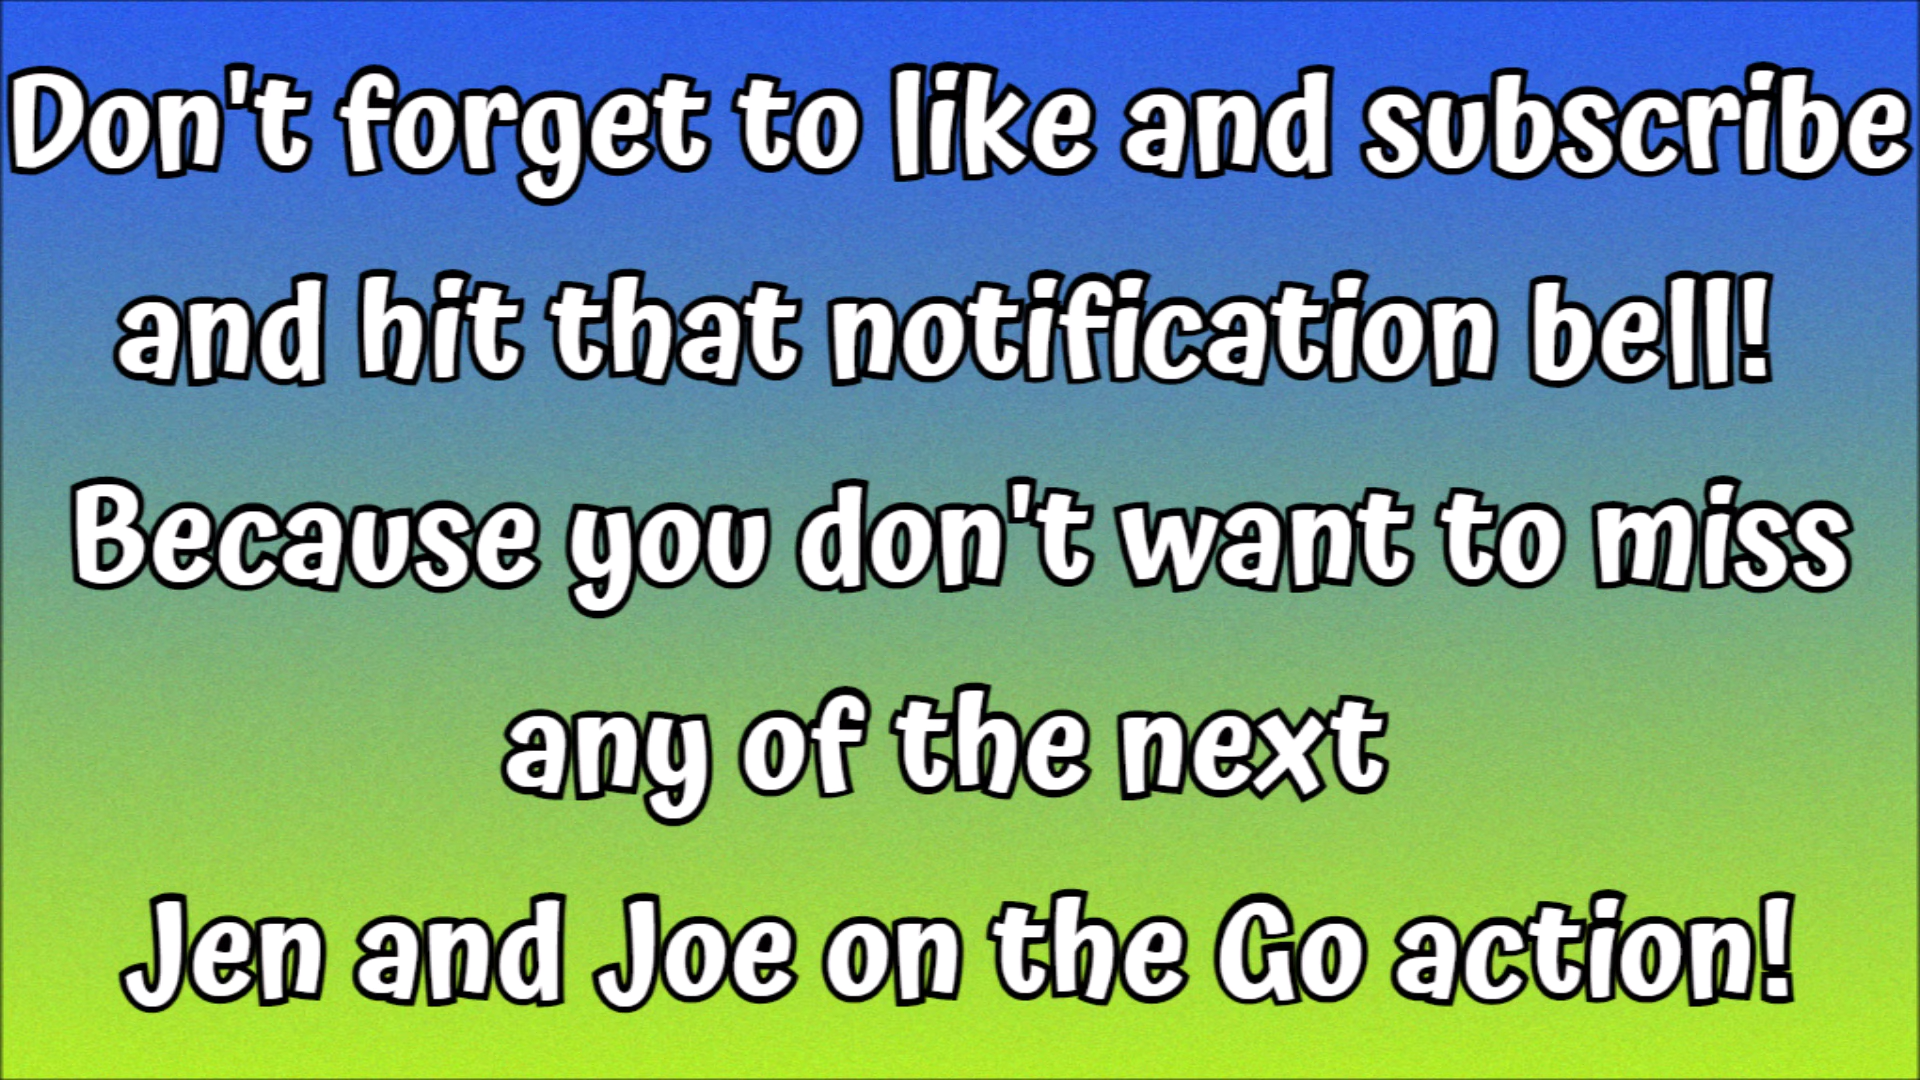 Don't forget to like and subscribe
and hit that notification bell!
Because you don't want to miss
any of the next
Jen and Joe on the Go action!